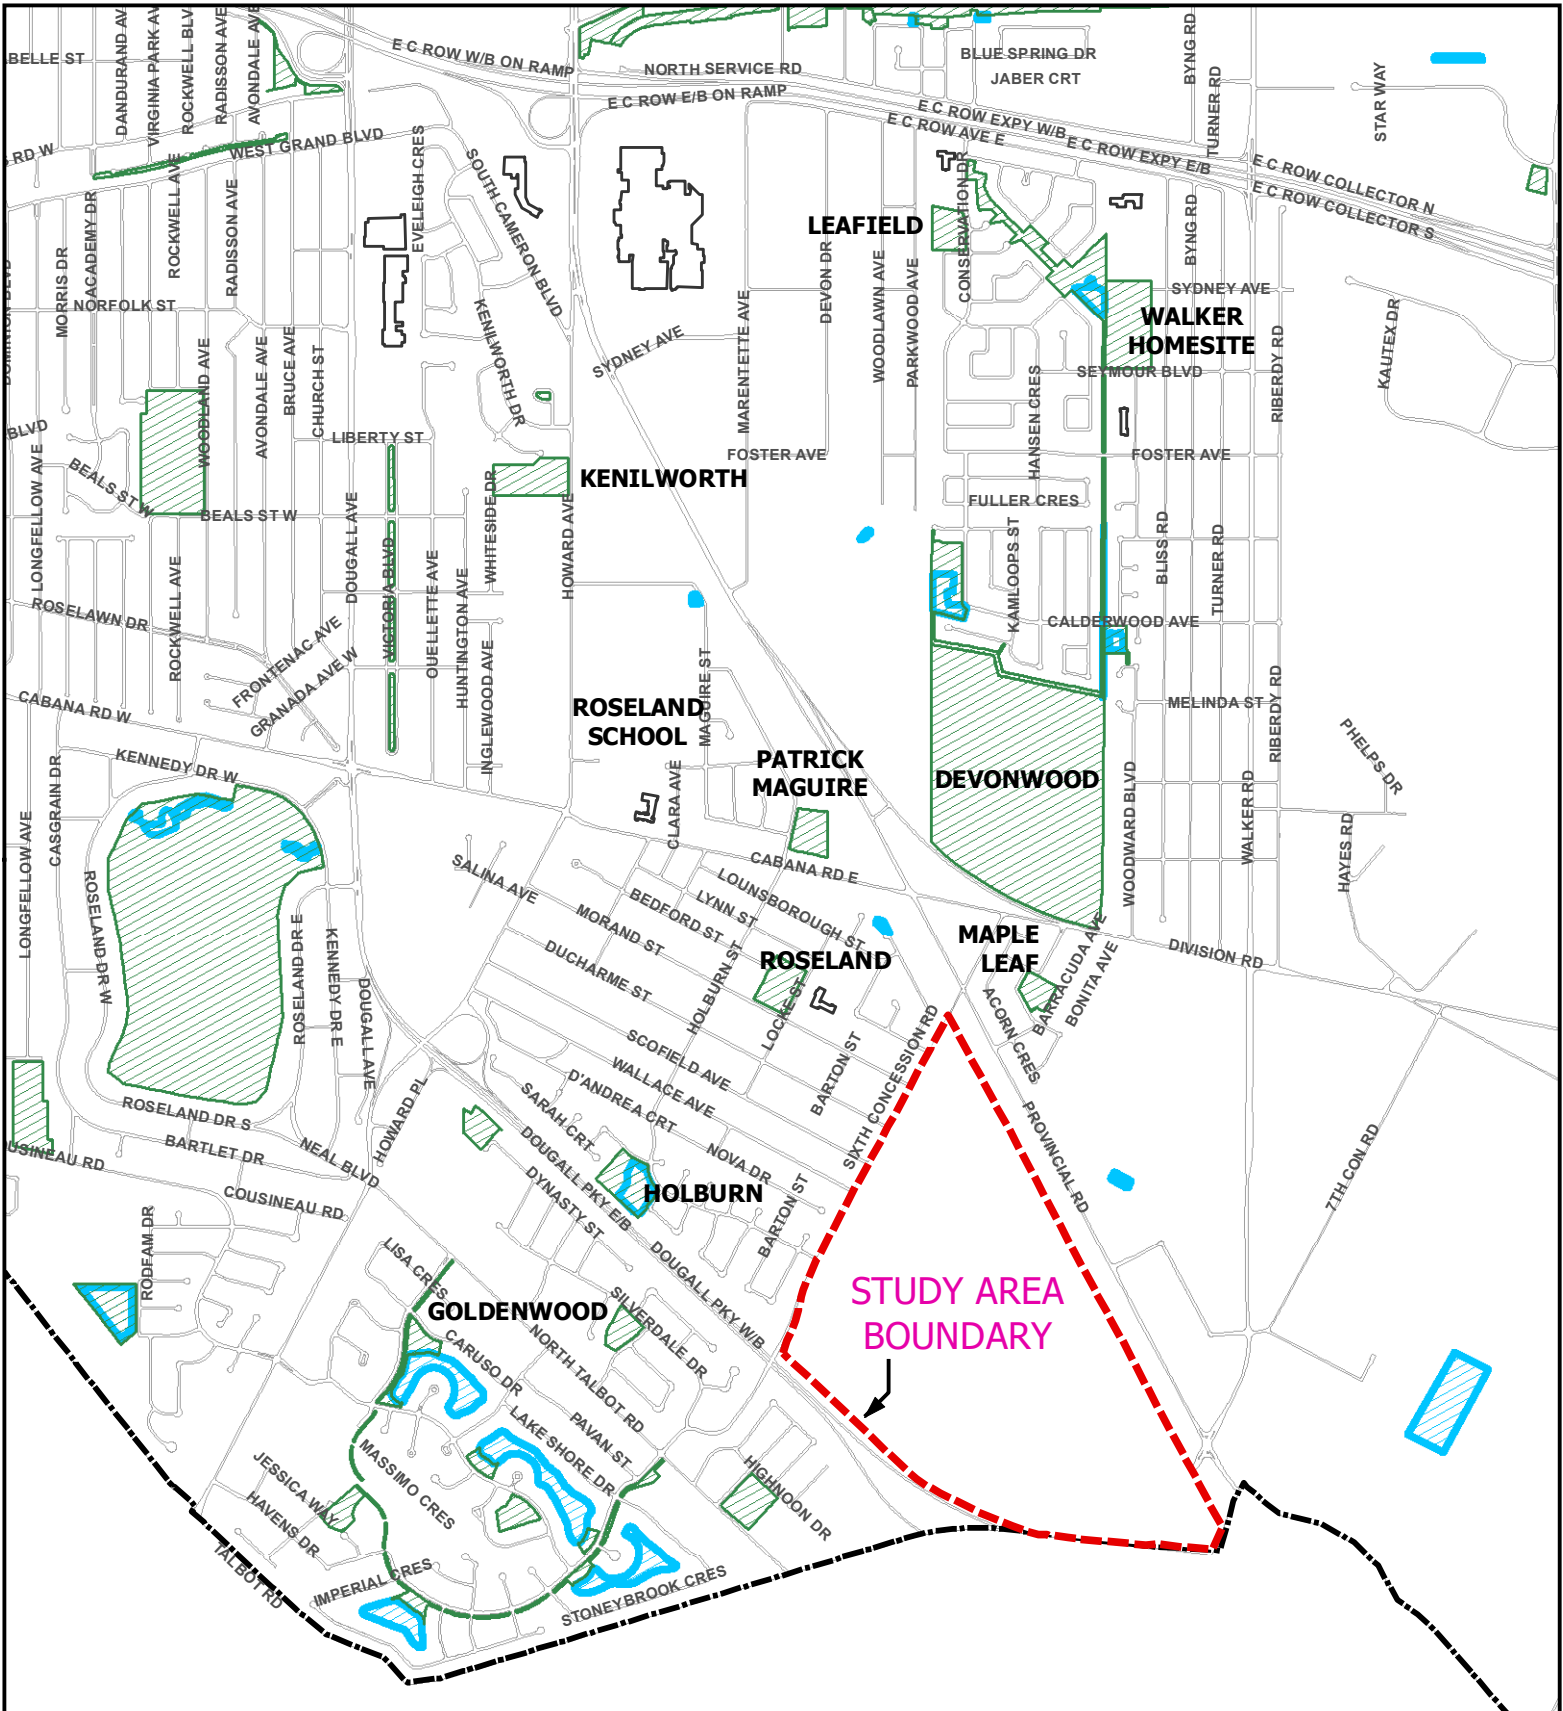 BELLE ST
DANDURAND AV
VIRGINIA PARK AV
ROCKWELL BLV
RADISSON AVE
AVONDALE AVE
E C ROW W/B ON RAMP
NORTH SERVICE RD
E C ROW E/B ON RAMP
BLUE SPRING DR
JABER CRT
BYNG RD
TURNER RD
STAR WAY
E C ROW EXPY W/B
E C ROW AVE E
E C ROW EXPY E/B
E C ROW COLLECTOR N
E C ROW COLLECTOR S
RD W
WEST GRAND BLVD
EVELEIGH CRES
SOUTH CAMERON BLVD
ACADEMY DR
ROCKWELL AVE
RADISSON AVE
MORRIS DR
NORFOLK ST
DOMINION BLVD
KENILWORTH DR
SYDNEY AVE
MARENTETTE AVE
DEVON DR
LEAFIELD
CONSERVATION DR
WOODLAWN AVE
PARKWOOD AVE
BYNG RD
SYDNEY AVE
WALKER
HOMESITE
SEYMOUR BLVD
RIBERDY RD
KAUTEX DR
HANSEN CRES
WOODLAND AVE
AVONDALE AVE
BRUCE AVE
CHURCH ST
LIBERTY ST
BLVD
BEALS ST W
LONGFELLOW AVE
BEALS ST W
KENILWORTH
WHITESIDE DR
HOWARD AVE
FOSTER AVE
FOSTER AVE
FULLER CRES
KAMLOOPS ST
BLISS RD
TURNER RD
DOUGALL AVE
VICTORIA BLVD
OUELLETTE AVE
HUNTINGTON AVE
INGLEWOOD AVE
ROSELAWN DR
ROCKWELL AVE
FRONTENAC AVE
GRANADA AVE W
CABANA RD W
CALDERWOOD AVE
MELINDA ST
RIBERDY RD
PHELPS DR
ROSELAND
SCHOOL
MAGUIRE ST
PATRICK
MAGUIRE
DEVONWOOD
KENNEDY DR W
CASGRAIN DR
LONGFELLOW AVE
ROSELAND DR W
CLARA AVE
CABANA RD E
WOODWARD BLVD
WALKER RD
HAYES RD
SALINA AVE
LOUNSBOROUGH ST
LYNN ST
BEDFORD ST
MORAND ST
DUCHARME ST
HOLBURN ST
ROSELAND
LOCKE ST
MAPLE
LEAF
BARRACUDA AVE
BONITA AVE
DIVISION RD
ACORN CRES
ROSELAND DR E
KENNEDY DR E
DOUGALL AVE
SCOFIELD AVE
WALLACE AVE
D'ANDREA CRT
SARAH CRT
BARTON ST
SIXTH CONCESSION RD
PROVINCIAL RD
7TH CON RD
HOWARD PL
ROSELAND DR S
BARTLET DR
NEAL BLVD
USINEAU RD
COUSINEAU RD
DOUGALL PKY E/B
DYNASTY ST
NOVA DR
HOLBURN
BARTON ST
RODFAM DR
LISA CRES
GOLDENWOOD
DOUGALL PKY W/B
SILVERDALE DR
STUDY AREA
BOUNDARY
CARUSO DR
NORTH TALBOT RD
LAKE SHORE DR
PAVAN ST
MASSIMO CRES
JESSICA WAY
HAVENS DR
HIGHNOON DR
TALBOT RD
IMPERIAL CRES
STONEYBROOK CRES